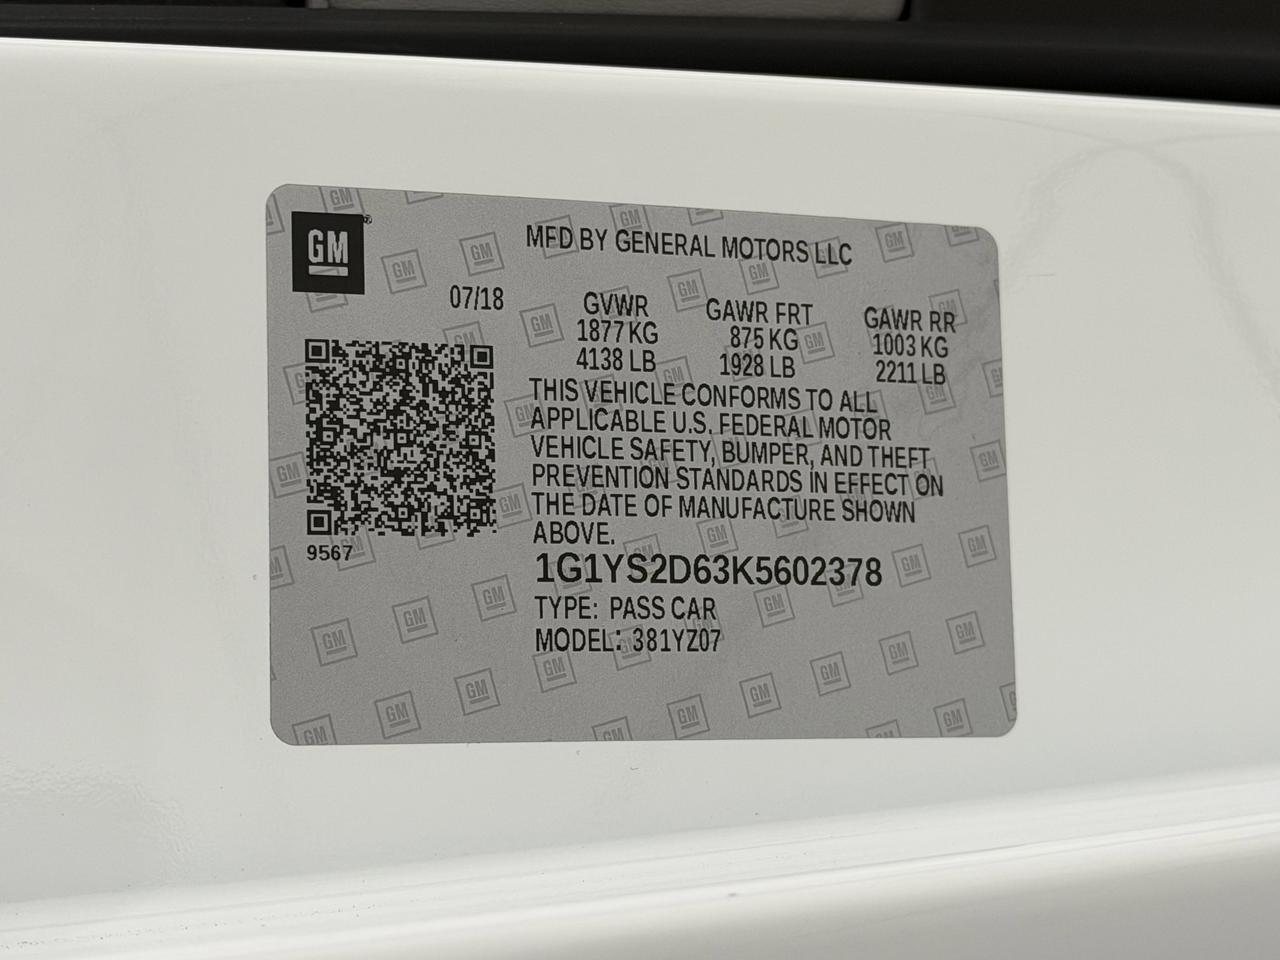 GM
MFD BY GENERAL MOTORS LLC
07/18
GVWR GAWR FRT GAWR RR
1877 KG 875 KG 1003 KG
4138 LB 1928 LB 2211 LB
THIS VEHICLE CONFORMS TO ALL
APPLICABLE U.S. FEDERAL MOTOR
VEHICLE SAFETY, BUMPER, AND THEFT
PREVENTION STANDARDS IN EFFECT ON
THE DATE OF MANUFACTURE SHOWN
ABOVE.
9567
1G1YS2D63K5602378
TYPE: PASS CAR
MODEL: 381YZ07